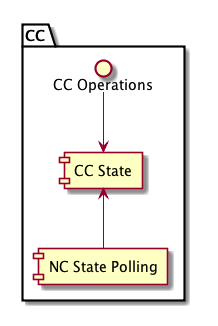 CC
CC Operations
CC State
NC State Polling